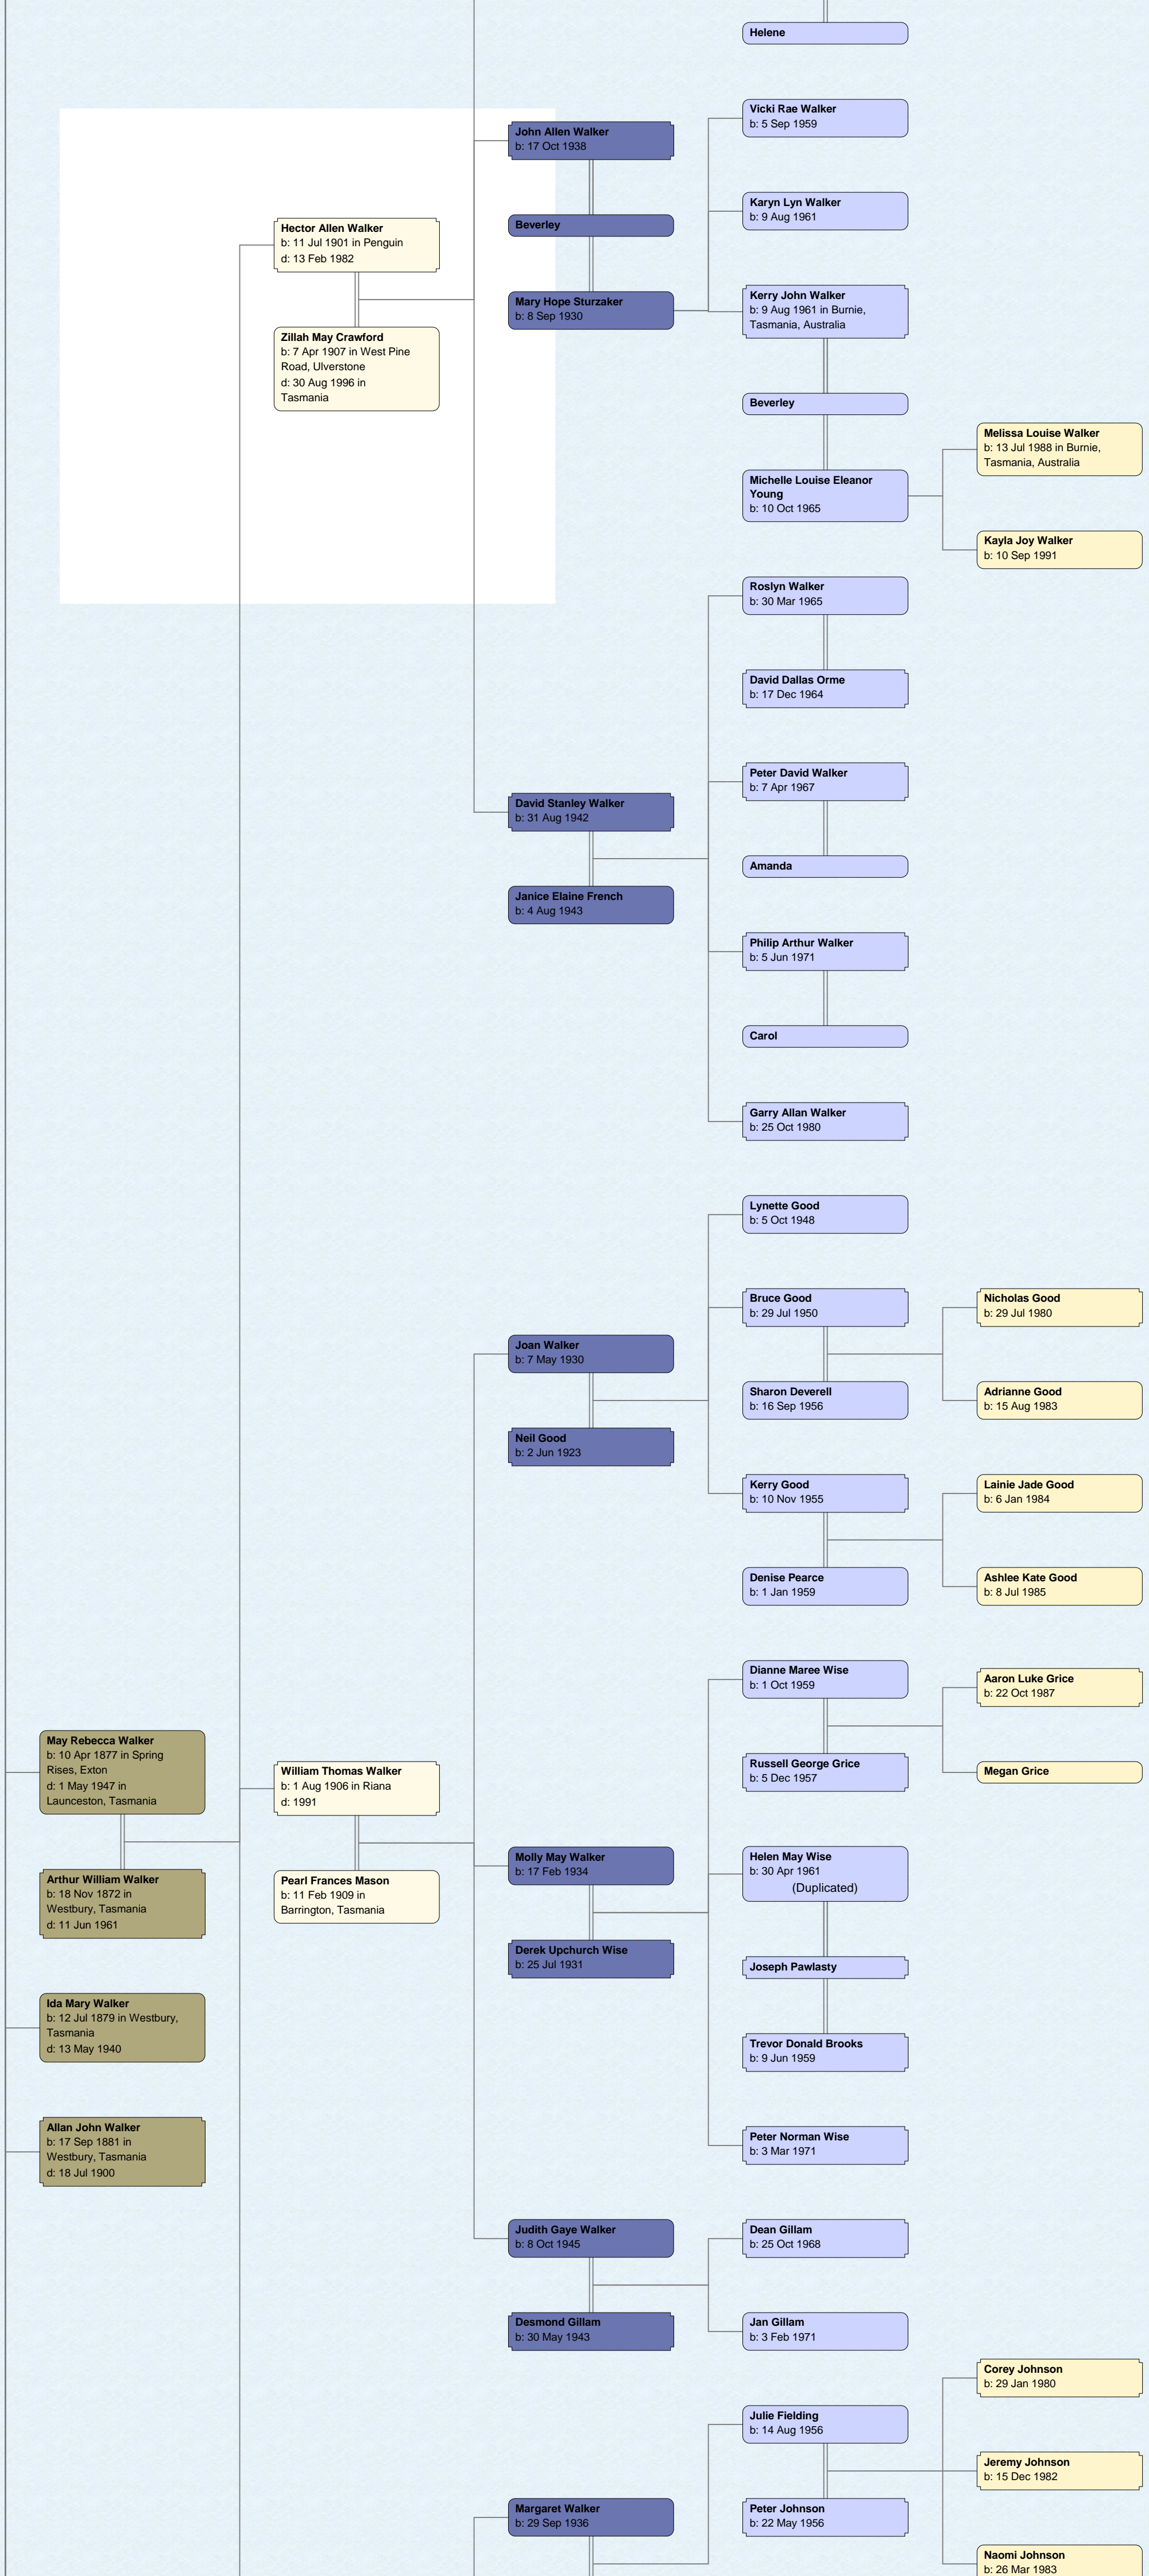 Helene
Vicki Rae Walker
b: 5 Sep 1959
John Allen Walker
b: 17 Oct 1938
Karyn Lyn Walker
b: 9 Aug 1961
Beverley
Hector Allen Walker
b: 11 Jul 1901 in Penguin
d: 13 Feb 1982
Mary Hope Sturzaker
b: 8 Sep 1930
Kerry John Walker
b: 9 Aug 1961 in Burnie,
Tasmania, Australia
Zillah May Crawford
b: 7 Apr 1907 in West Pine
Road, Ulverstone
d: 30 Aug 1996 in
Tasmania
Beverley
Melissa Louise Walker
b: 13 Jul 1988 in Burnie,
Tasmania, Australia
Michelle Louise Eleanor
Young
b: 10 Oct 1965
Kayla Joy Walker
b: 10 Sep 1991
Roslyn Walker
b: 30 Mar 1965
David Dallas Orme
b: 17 Dec 1964
Peter David Walker
b: 7 Apr 1967
David Stanley Walker
b: 31 Aug 1942
Amanda
Janice Elaine French
b: 4 Aug 1943
Philip Arthur Walker
b: 5 Jun 1971
Carol
Garry Allan Walker
b: 25 Oct 1980
Lynette Good
b: 5 Oct 1948
Bruce Good
b: 29 Jul 1950
Nicholas Good
b: 29 Jul 1980
Joan Walker
b: 7 May 1930
Sharon Deverell
b: 16 Sep 1956
Adrianne Good
b: 15 Aug 1983
Neil Good
b: 2 Jun 1923
Kerry Good
b: 10 Nov 1955
Lainie Jade Good
b: 6 Jan 1984
Denise Pearce
b: 1 Jan 1959
Ashlee Kate Good
b: 8 Jul 1985
Dianne Maree Wise
b: 1 Oct 1959
Aaron Luke Grice
b: 22 Oct 1987
May Rebecca Walker
b: 10 Apr 1877 in Spring
Rises, Exton
d: 1 May 1947 in
Launceston, Tasmania
William Thomas Walker
b: 1 Aug 1906 in Riana
d: 1991
Russell George Grice
b: 5 Dec 1957
Megan Grice
Molly May Walker
b: 17 Feb 1934
Helen May Wise
b: 30 Apr 1961
(Duplicated)
Arthur William Walker
b: 18 Nov 1872 in
Westbury, Tasmania
d: 11 Jun 1961
Pearl Frances Mason
b: 11 Feb 1909 in
Barrington, Tasmania
Derek Upchurch Wise
b: 25 Jul 1931
Joseph Pawlasty
Ida Mary Walker
b: 12 Jul 1879 in Westbury,
Tasmania
d: 13 May 1940
Trevor Donald Brooks
b: 9 Jun 1959
Allan John Walker
b: 17 Sep 1881 in
Westbury, Tasmania
d: 18 Jul 1900
Peter Norman Wise
b: 3 Mar 1971
Judith Gaye Walker
b: 8 Oct 1945
Dean Gillam
b: 25 Oct 1968
Desmond Gillam
b: 30 May 1943
Jan Gillam
b: 3 Feb 1971
Corey Johnson
b: 29 Jan 1980
Julie Fielding
b: 14 Aug 1956
Jeremy Johnson
b: 15 Dec 1982
Margaret Walker
b: 29 Sep 1936
Peter Johnson
b: 22 May 1956
Naomi Johnson
b: 26 Mar 1983